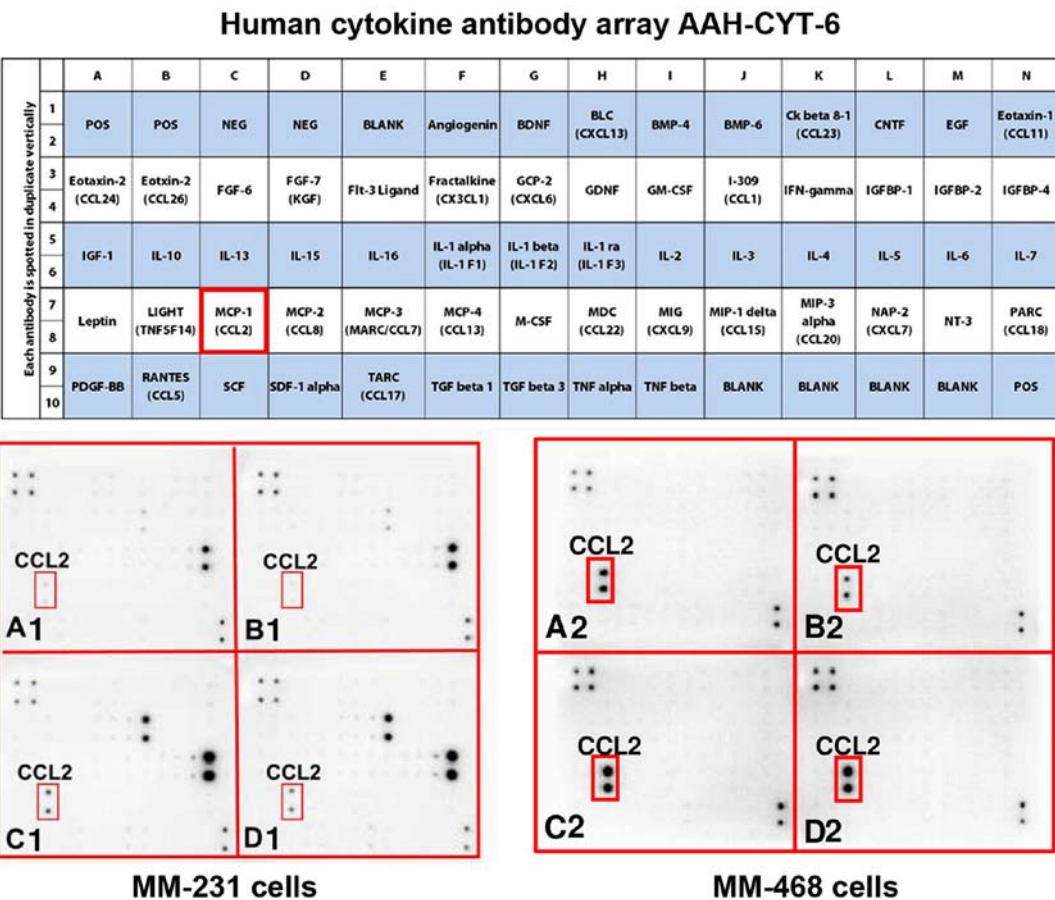 Human cytokine antibody array AAH-CYT-6
A B C D E F G H I J K L M N
Each antibody is spotted in duplicate vertically
1
2
POS POS NEG NEG BLANK Angiogenin BDNF BLC (CXCL13) BMP-4 BMP-6 Ck beta 8-1 (CCL23) CNTF EGF Eotaxin-1 (CCL11)
3
4
Eotaxin-2 (CCL24) Eotxin-2 (CCL26) FGF-6 FGF-7 (KGF) Flt-3 Ligand Fractalkine (CX3CL1) GCP-2 (CXCL6) GDNF GM-CSF I-309 (CCL1) IFN-gamma IGFBP-1 IGFBP-2 IGFBP-4
5
6
IGF-1 IL-10 IL-13 IL-15 IL-16 IL-1 alpha (IL-1 F1) IL-1 beta (IL-1 F2) IL-1 ra (IL-1 F3) IL-2 IL-3 IL-4 IL-5 IL-6 IL-7
7
8
Leptin LIGHT (TNFSF14) MCP-1 (CCL2) MCP-2 (CCL8) MCP-3 (MARC/CCL7) MCP-4 (CCL13) M-CSF MDC (CCL22) MIG (CXCL9) MIP-1 delta (CCL15) MIP-3 alpha (CCL20) NAP-2 (CXCL7) NT-3 PARC (CCL18)
9
10
PDGF-BB RANTES (CCL5) SCF SDF-1 alpha TARC (CCL17) TGF beta 1 TGF beta 3 TNF alpha TNF beta BLANK BLANK BLANK BLANK POS
CCL2 CCL2 CCL2 CCL2
A1 B1 A2 B2
CCL2 CCL2 CCL2 CCL2
C1 D1 C2 D2
MM-231 cells MM-468 cells